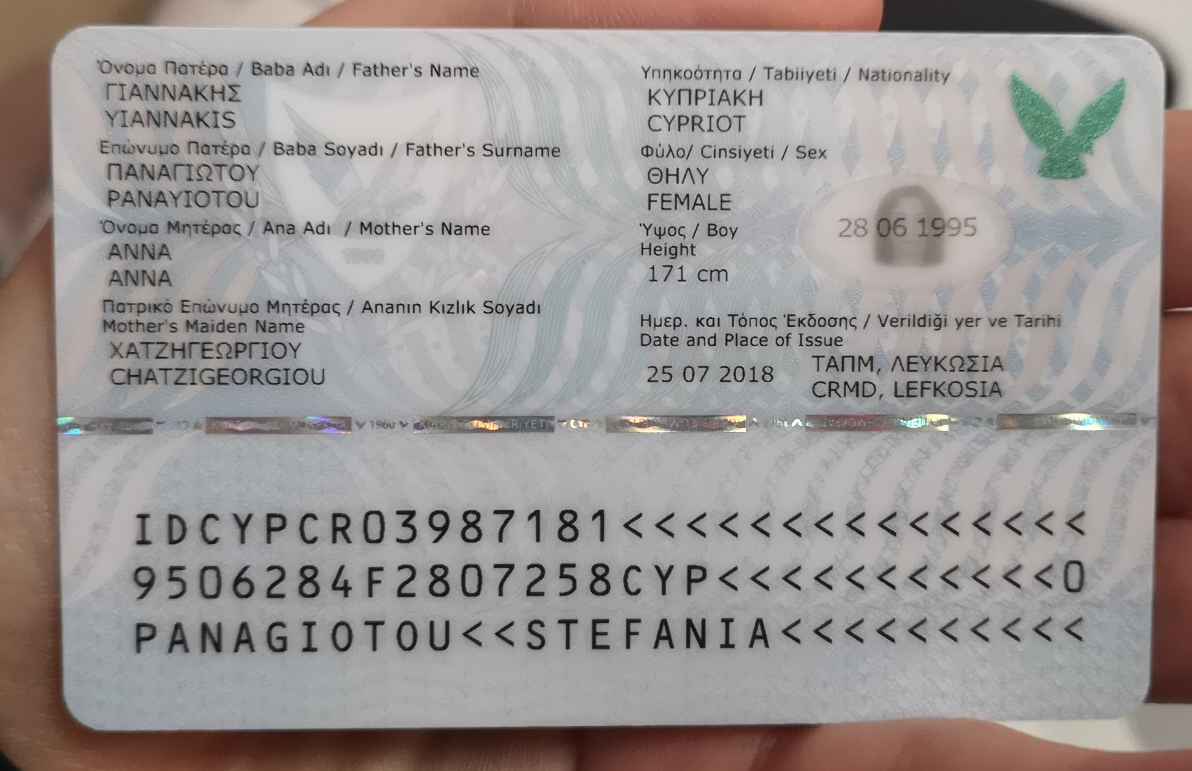 Όνομα Πατέρα / Baba Adı / Father's Name
ΓΙΑΝΝΑΚΗΣ
YIANNAKIS
Επώνυμο Πατέρα / Baba Soyadı / Father's Surname
ΠΑΝΑΓΙΩΤΟΥ
PANAYIOTOU
Όνομα Μητέρας / Ana Adı / Mother's Name
ΑΝΝΑ
ANNA
Πατρικό Επώνυμο Μητέρας / Ananın Kızlık Soyadı
Mother's Maiden Name
ΧΑΤΖΗΓΕΩΡΓΙΟΥ
CHATZIGEORGIOU
Υπηκοότητα / Tabiiyeti / Nationality
ΚΥΠΡΙΑΚΗ
CYPRIOT
Φύλο/ Cinsiyeti / Sex
ΘΗΛΥ
FEMALE
Ύψος / Boy
Height
171 cm
28 06 1995
Ημερ. και Τόπος Έκδοσης / Verildiği yer ve Tarihi
Date and Place of Issue
25 07 2018
ΤΑΠΜ, ΛΕΥΚΩΣΙΑ
CRMD, LEFKOSIA
IDCYPCR03987181<<<<<<<<<<<<<<<
9506284F2807258CYP<<<<<<<<<<<0
PANAGIOTOU<<STEFANIA<<<<<<<<<<